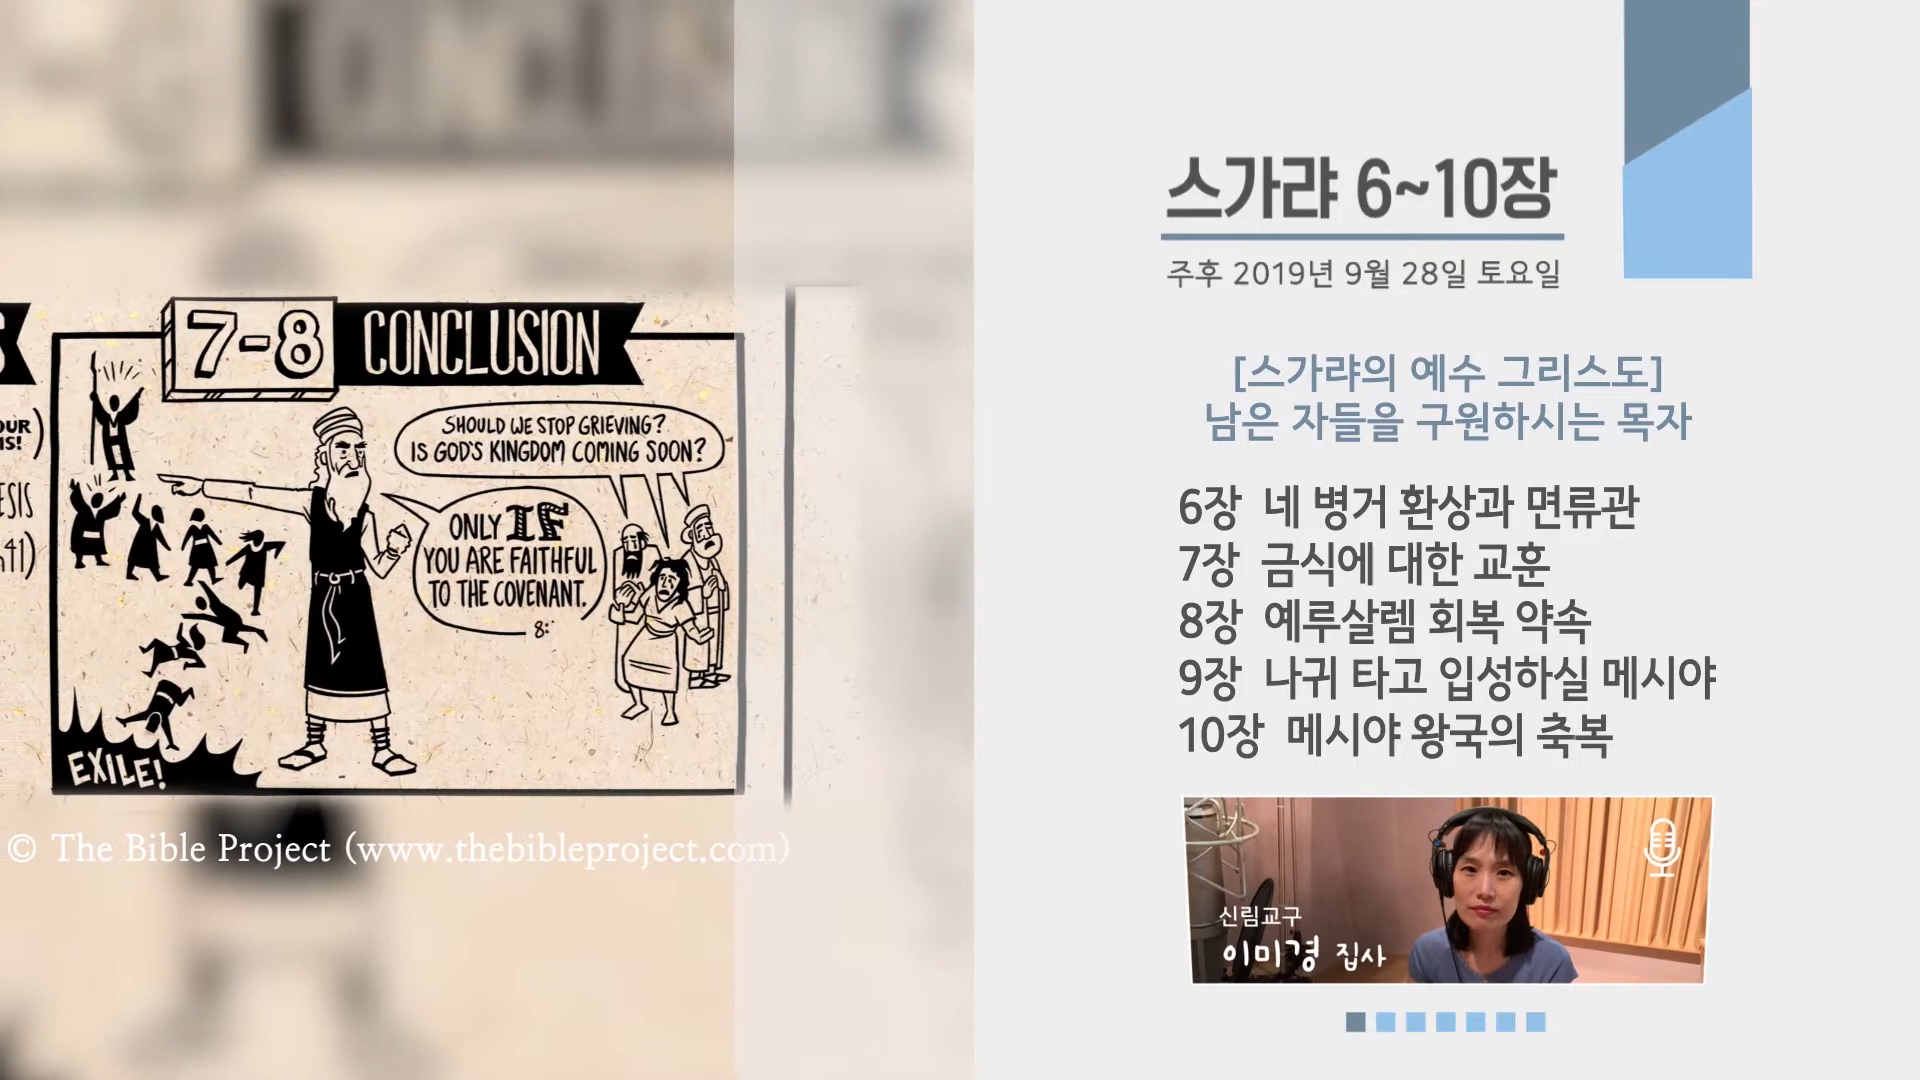 7-8 CONCLUSION
SHOULD WE STOP GRIEVING?
IS GOD'S KINGDOM COMING SOON?
ONLY IF
YOU ARE FAITHFUL
TO THE COVENANT.
8:
EXILE!
© The Bible Project (www.thebibleproject.com)
스가랴 6~10장
주후 2019년 9월 28일 토요일
[스가랴의 예수 그리스도]
남은 자들을 구원하시는 목자
6장 네 병거 환상과 면류관
7장 금식에 대한 교훈
8장 예루살렘 회복 약속
9장 나귀 타고 입성하실 메시야
10장 메시야 왕국의 축복
신림교구
이미경 집사